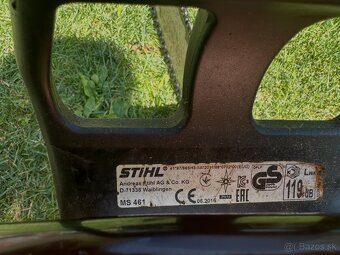 STIHL
Andreas Stihl AG & Co. KG
D-71336 Waiblingen
MS 461
CE
06.2016
EAC
GS
LWA
119 dB
bazos.sk